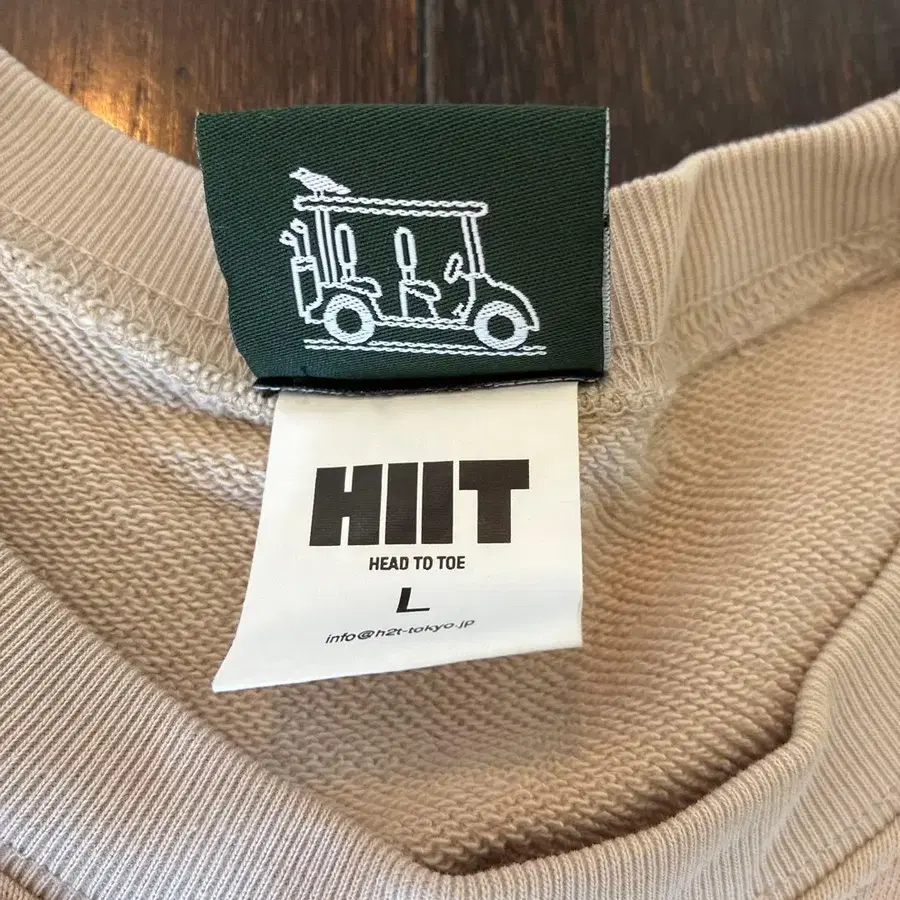 HIIT
HEAD TO TOE
L
info@h2t-tokyo.jp